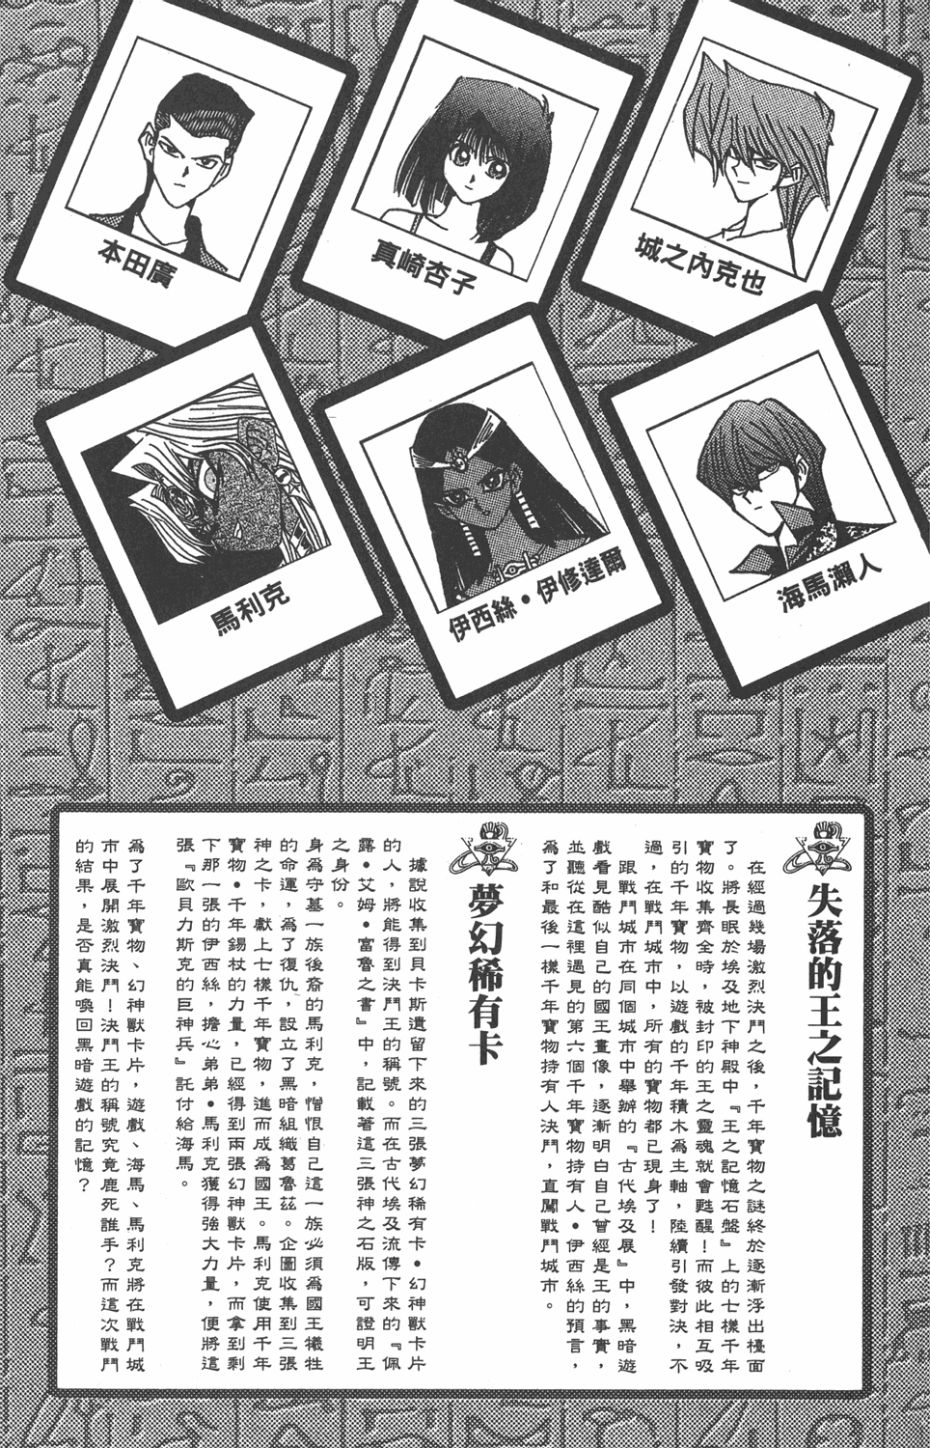 城之內克也
真崎杏子
本田廣
海馬瀨人
伊西絲•伊修達爾
馬利克
失落的王之記憶
在經過幾場激烈決鬥之後，千年寶物之謎終於逐漸浮出檯面
了。將長眠於埃及地下神殿中『王之記憶石盤』上的七樣千年
寶物收集齊全時，被封印的王之靈魂就會甦醒！而彼此相互吸
引的千年寶物，以遊戲的千年積木為主軸，陸續引發對決，不
過，在戰鬥城市中，所有的寶物都已現身了！
跟戰鬥城市在同個城市中舉辦的『古代埃及展』中，黑暗遊
戲看見酷似自己的國王畫像，逐漸明白自己曾經是王的事實，
並聽從在這裡遇見的第六個千年寶物持有人•伊西絲的預言，
為了和最後一樣千年寶物持有人決鬥，直闖戰鬥城市。
夢幻稀有卡
據說收集到貝卡斯遺留下來的三張夢幻稀有卡•幻神獸卡片
的人，將能得到決鬥王的稱號。而在古代埃及流傳下來的『佩
露•艾姆•富魯之書』中，記載著這三張神之石版，可證明王
之身份。
身為守墓一族後裔的馬利克，憎恨自己這一族必須為國王犧牲
的命運，為了復仇，設立了黑暗組織葛魯茲。企圖收集到三張
神之卡，獻上七樣千年寶物，進而成為國王。馬利克使用千年
寶物•千年錫杖的力量，已經得到兩張幻神獸卡片，而拿到剩
下那一張的伊西絲，擔心弟弟•馬利克獲得強大力量，便將這
張『歐貝力斯克的巨神兵』託付給海馬。
為了千年寶物、幻神獸卡片，遊戲、海馬、馬利克將在戰鬥城
市中展開激烈決鬥！決鬥王的稱號究竟鹿死誰手？而這次戰鬥
的結果，是否真能喚回黑暗遊戲的記憶？